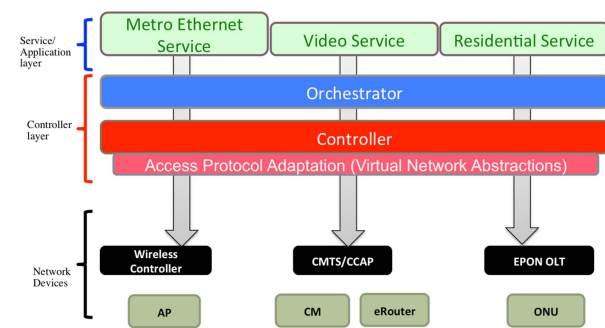 Metro Ethernet
Service
Video Service
Residential Service
Service/
Application
layer
Orchestrator
Controller
Access Protocol Adaptation (Virtual Network Abstractions)
Controller
layer
Wireless
Controller
CMTS/CCAP
EPON OLT
Network
Devices
AP
CM
eRouter
ONU